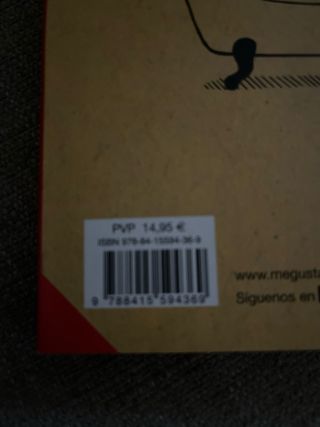 PVP 14,95 €
ISBN 978-84-15594-36-9
9 788415 594369
www.megusta
Síguenos en